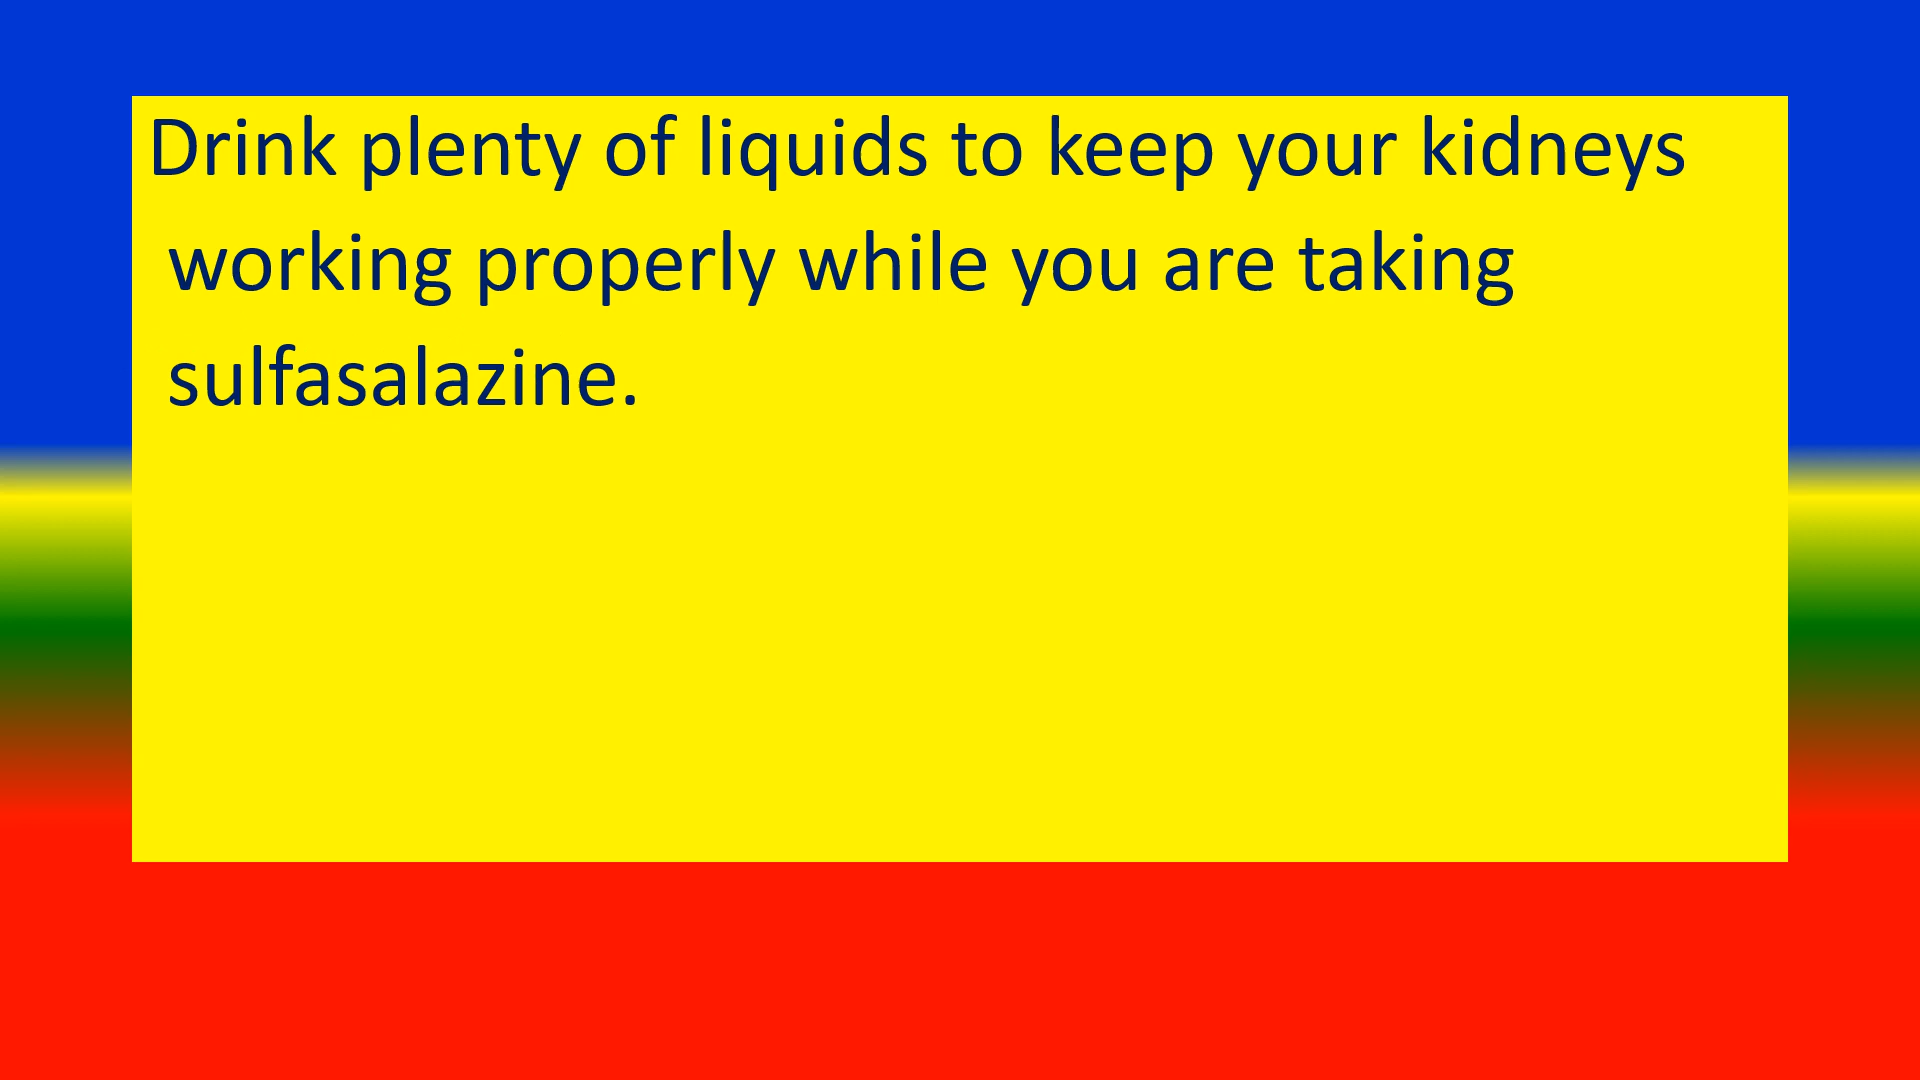 Drink plenty of liquids to keep your kidneys
working properly while you are taking
sulfasalazine.